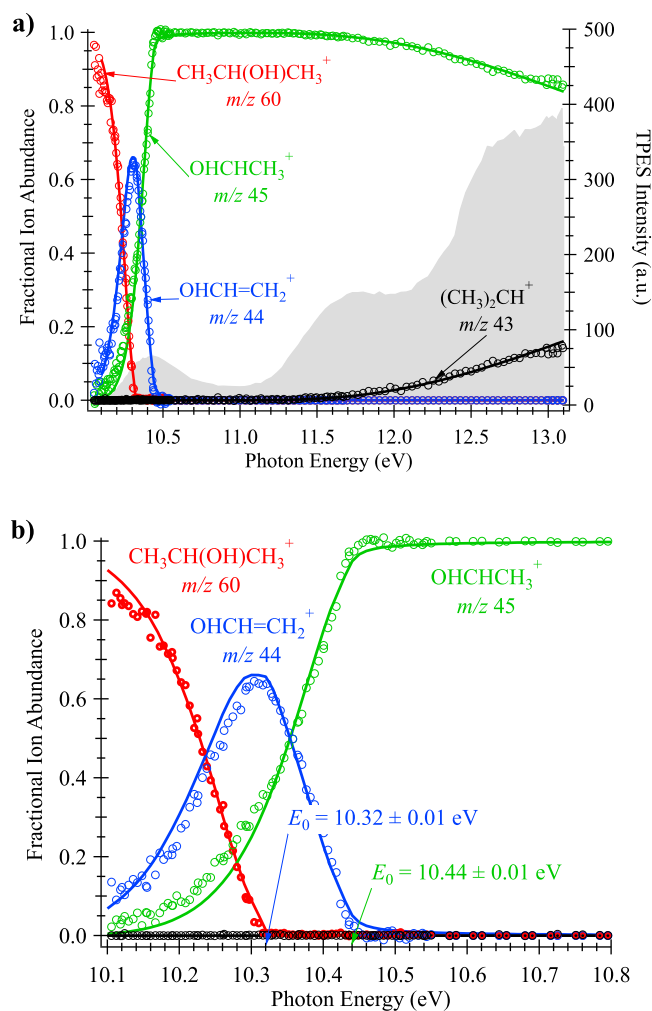 a)
1.0
0.8
0.6
0.4
0.2
0.0
Fractional Ion Abundance
500
400
300
200
100
0
TPES Intensity (a.u.)
CH₃CH(OH)CH₃⁺
m/z 60
OHCHCH₃⁺
m/z 45
OHCH=CH₂⁺
m/z 44
(CH₃)₂CH⁺
m/z 43
10.5 11.0 11.5 12.0 12.5 13.0
Photon Energy (eV)
b)
1.0
0.8
0.6
0.4
0.2
0.0
Fractional Ion Abundance
CH₃CH(OH)CH₃⁺
m/z 60
OHCHCH₃⁺
m/z 45
OHCH=CH₂⁺
m/z 44
E₀ = 10.32 ± 0.01 eV
E₀ = 10.44 ± 0.01 eV
10.1 10.2 10.3 10.4 10.5 10.6 10.7 10.8
Photon Energy (eV)